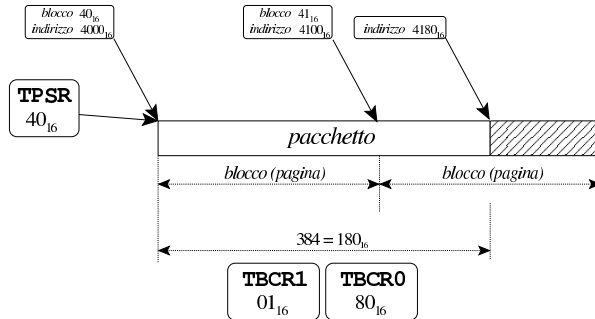 blocco 40₁₆
indirizzo 4000₁₆
blocco 41₁₆
indirizzo 4100₁₆
indirizzo 4180₁₆
TPSR
40₁₆
pacchetto
blocco (pagina)
blocco (pagina)
384 = 180₁₆
TBCR1
01₁₆
TBCR0
80₁₆